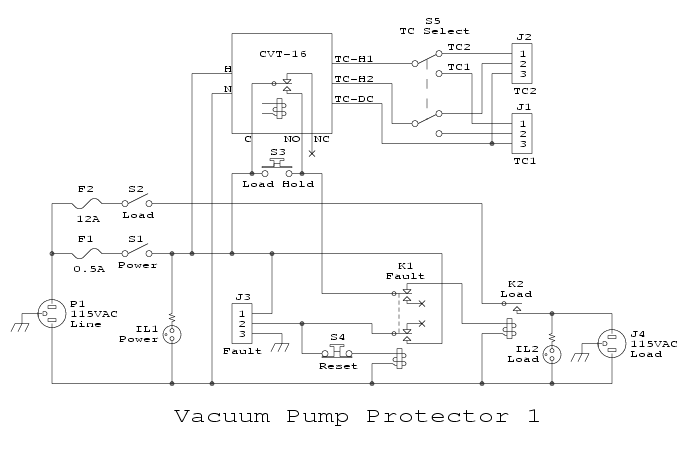 S5
TC Select
CVT-16
H
N
TC-H1
TC-H2
TC-DC
C
NO
NC
TC2
TC1
J2
1
2
3
TC2
J1
1
2
3
TC1
S3
Load Hold
F2
12A
S2
Load
F1
0.5A
S1
Power
P1
115VAC
Line
IL1
Power
J3
1
2
3
Fault
S4
Reset
K1
Fault
K2
Load
IL2
Load
J4
115VAC
Load
Vacuum Pump Protector 1